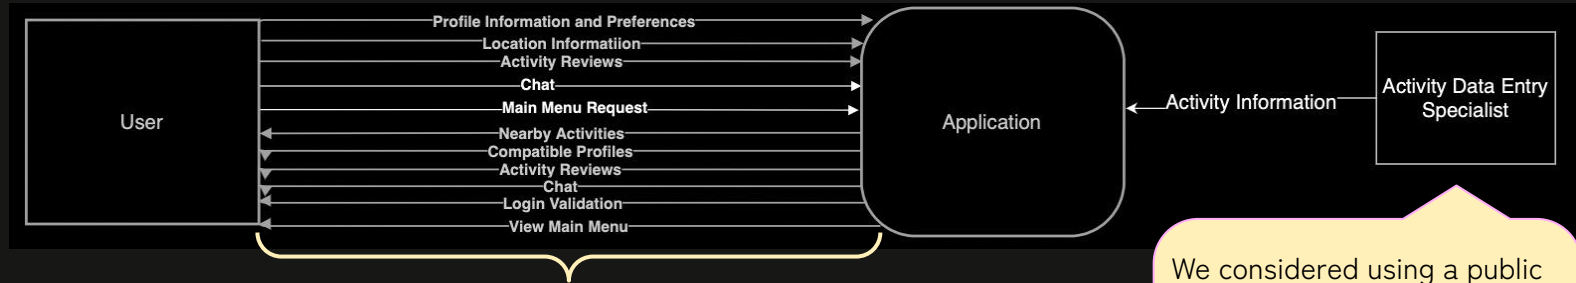 Profile Information and Preferences
Location Informatiion
Activity Reviews
Chat
Main Menu Request
Nearby Activities
Compatible Profiles
Activity Reviews
Chat
Login Validation
View Main Menu
User
Application
Activity Information
Activity Data Entry
Specialist
We considered using a public